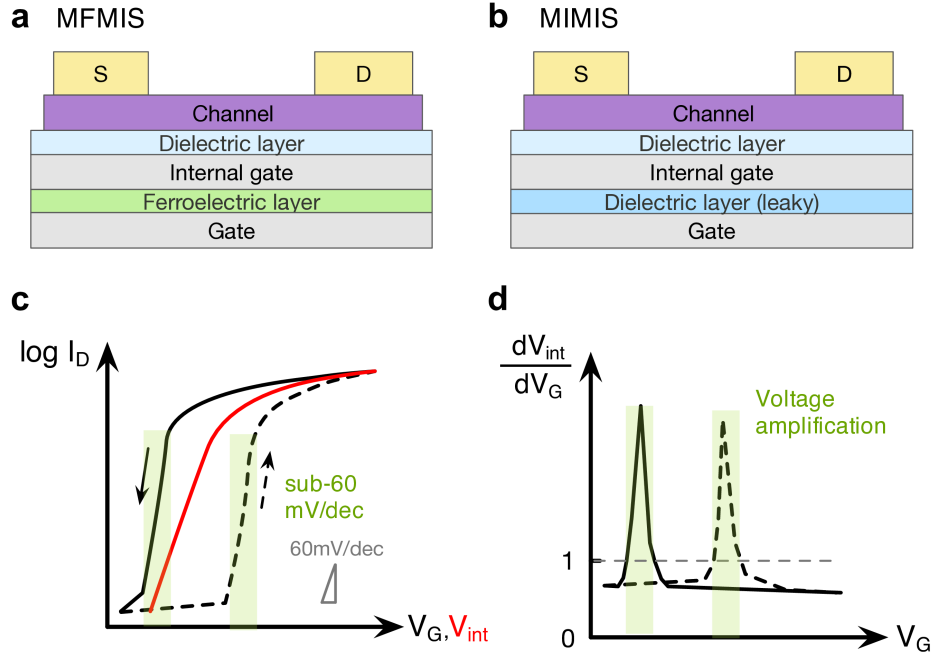 a MFMIS
S
D
Channel
Dielectric layer
Internal gate
Ferroelectric layer
Gate
b MIMIS
S
D
Channel
Dielectric layer
Internal gate
Dielectric layer (leaky)
Gate
c
log I_D
sub-60
mV/dec
60mV/dec
V_G,V_int
d
dV_int
dV_G
Voltage
amplification
1
0
V_G